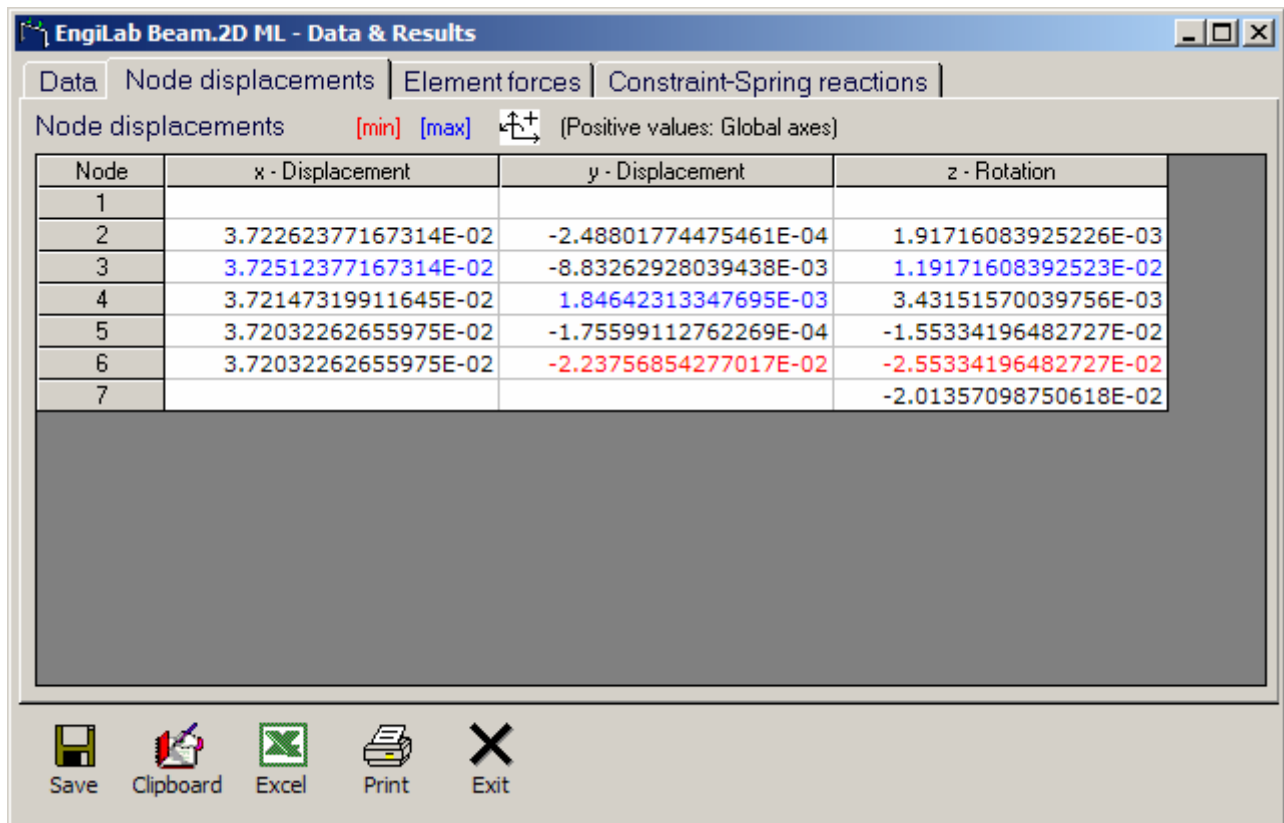 EngiLab Beam.2D ML - Data & Results
Data Node displacements Element forces Constraint-Spring reactions
Node displacements [min] [max] (Positive values: Global axes)
Node x - Displacement y - Displacement z - Rotation
1
2 3.72262377167314E-02 -2.48801774475461E-04 1.91716083925226E-03
3 3.72512377167314E-02 -8.83262928039438E-03 1.19171608392523E-02
4 3.72147319911645E-02 1.84642313347695E-03 3.43151570039756E-03
5 3.72032262655975E-02 -1.75599112762269E-04 -1.55334196482727E-02
6 3.72032262655975E-02 -2.23756854277017E-02 -2.55334196482727E-02
7 -2.01357098750618E-02
Save Clipboard Excel Print Exit